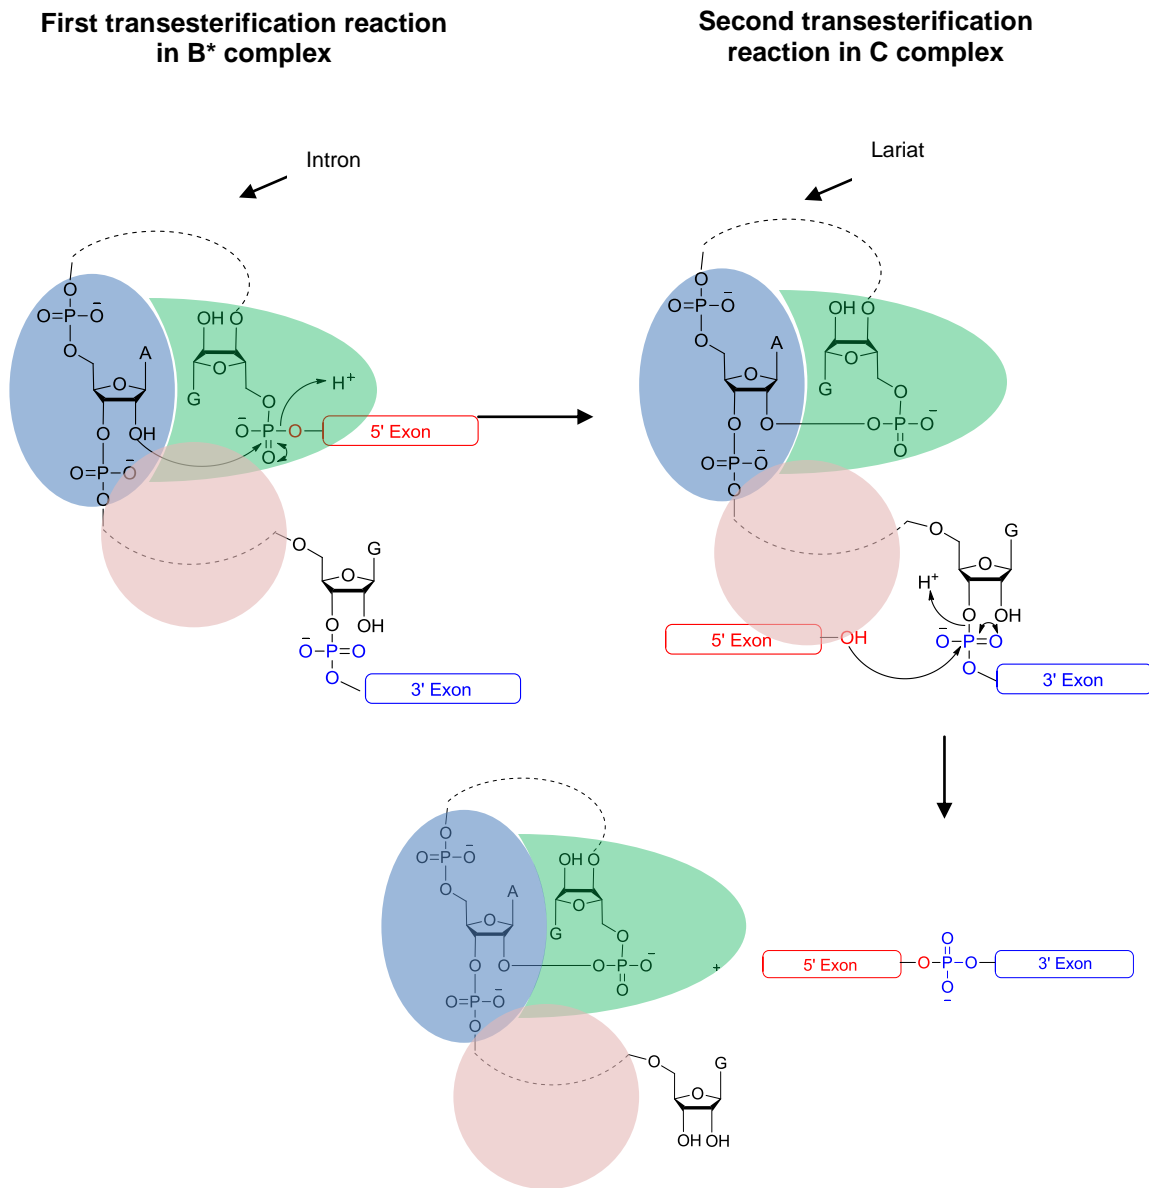 First transesterification reaction
in B* complex
Second transesterification
reaction in C complex
Intron
Lariat
O
O=P–O⁻
O
A
O
OH
O
O=P–O⁻
O
OH O
O
G
O
H⁺
⁻O–P–O
O
5' Exon
O
G
O
O OH
⁻O–P=O
O
3' Exon
O
O=P–O⁻
O
A
O
O O
O=P–O⁻
O
OH O
O
G
O
O–P–O⁻
O
O
G
O
H⁺
O OH
⁻O–P=O
O
5' Exon
OH
3' Exon
O
O=P–O⁻
O
A
O
O O
O=P–O⁻
O
OH O
O
G
O
O–P–O⁻
O
O
G
O
OH OH
+
5' Exon
O
O–P–O
O⁻
3' Exon